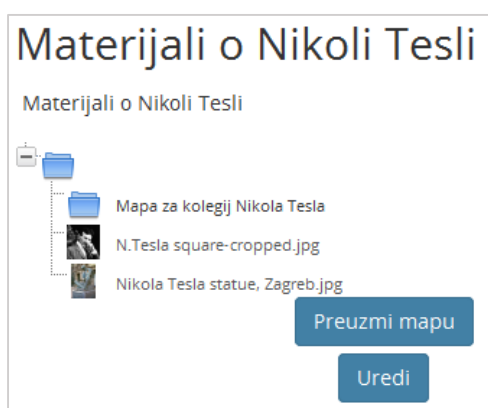 Materijali o Nikoli Tesli
Materijali o Nikoli Tesli
Mapa za kolegij Nikola Tesla
N.Tesla square-cropped.jpg
Nikola Tesla statue, Zagreb.jpg
Preuzmi mapu
Uredi